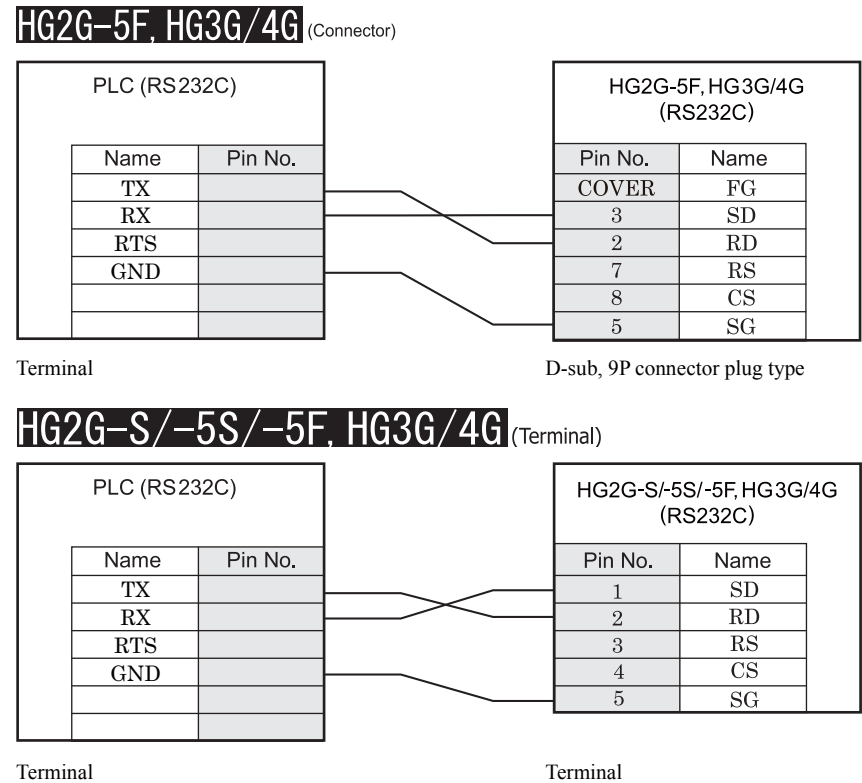 HG2G-5F, HG3G/4G (Connector)
PLC (RS232C)
HG2G-5F, HG3G/4G
(RS232C)
Name Pin No.
Pin No. Name
TX
COVER FG
RX
3 SD
RTS
2 RD
GND
7 RS
8 CS
5 SG
Terminal
D-sub, 9P connector plug type
HG2G-S/-5S/-5F, HG3G/4G (Terminal)
PLC (RS232C)
HG2G-S/-5S/-5F, HG3G/4G
(RS232C)
Name Pin No.
Pin No. Name
TX
1 SD
RX
2 RD
RTS
3 RS
GND
4 CS
5 SG
Terminal
Terminal